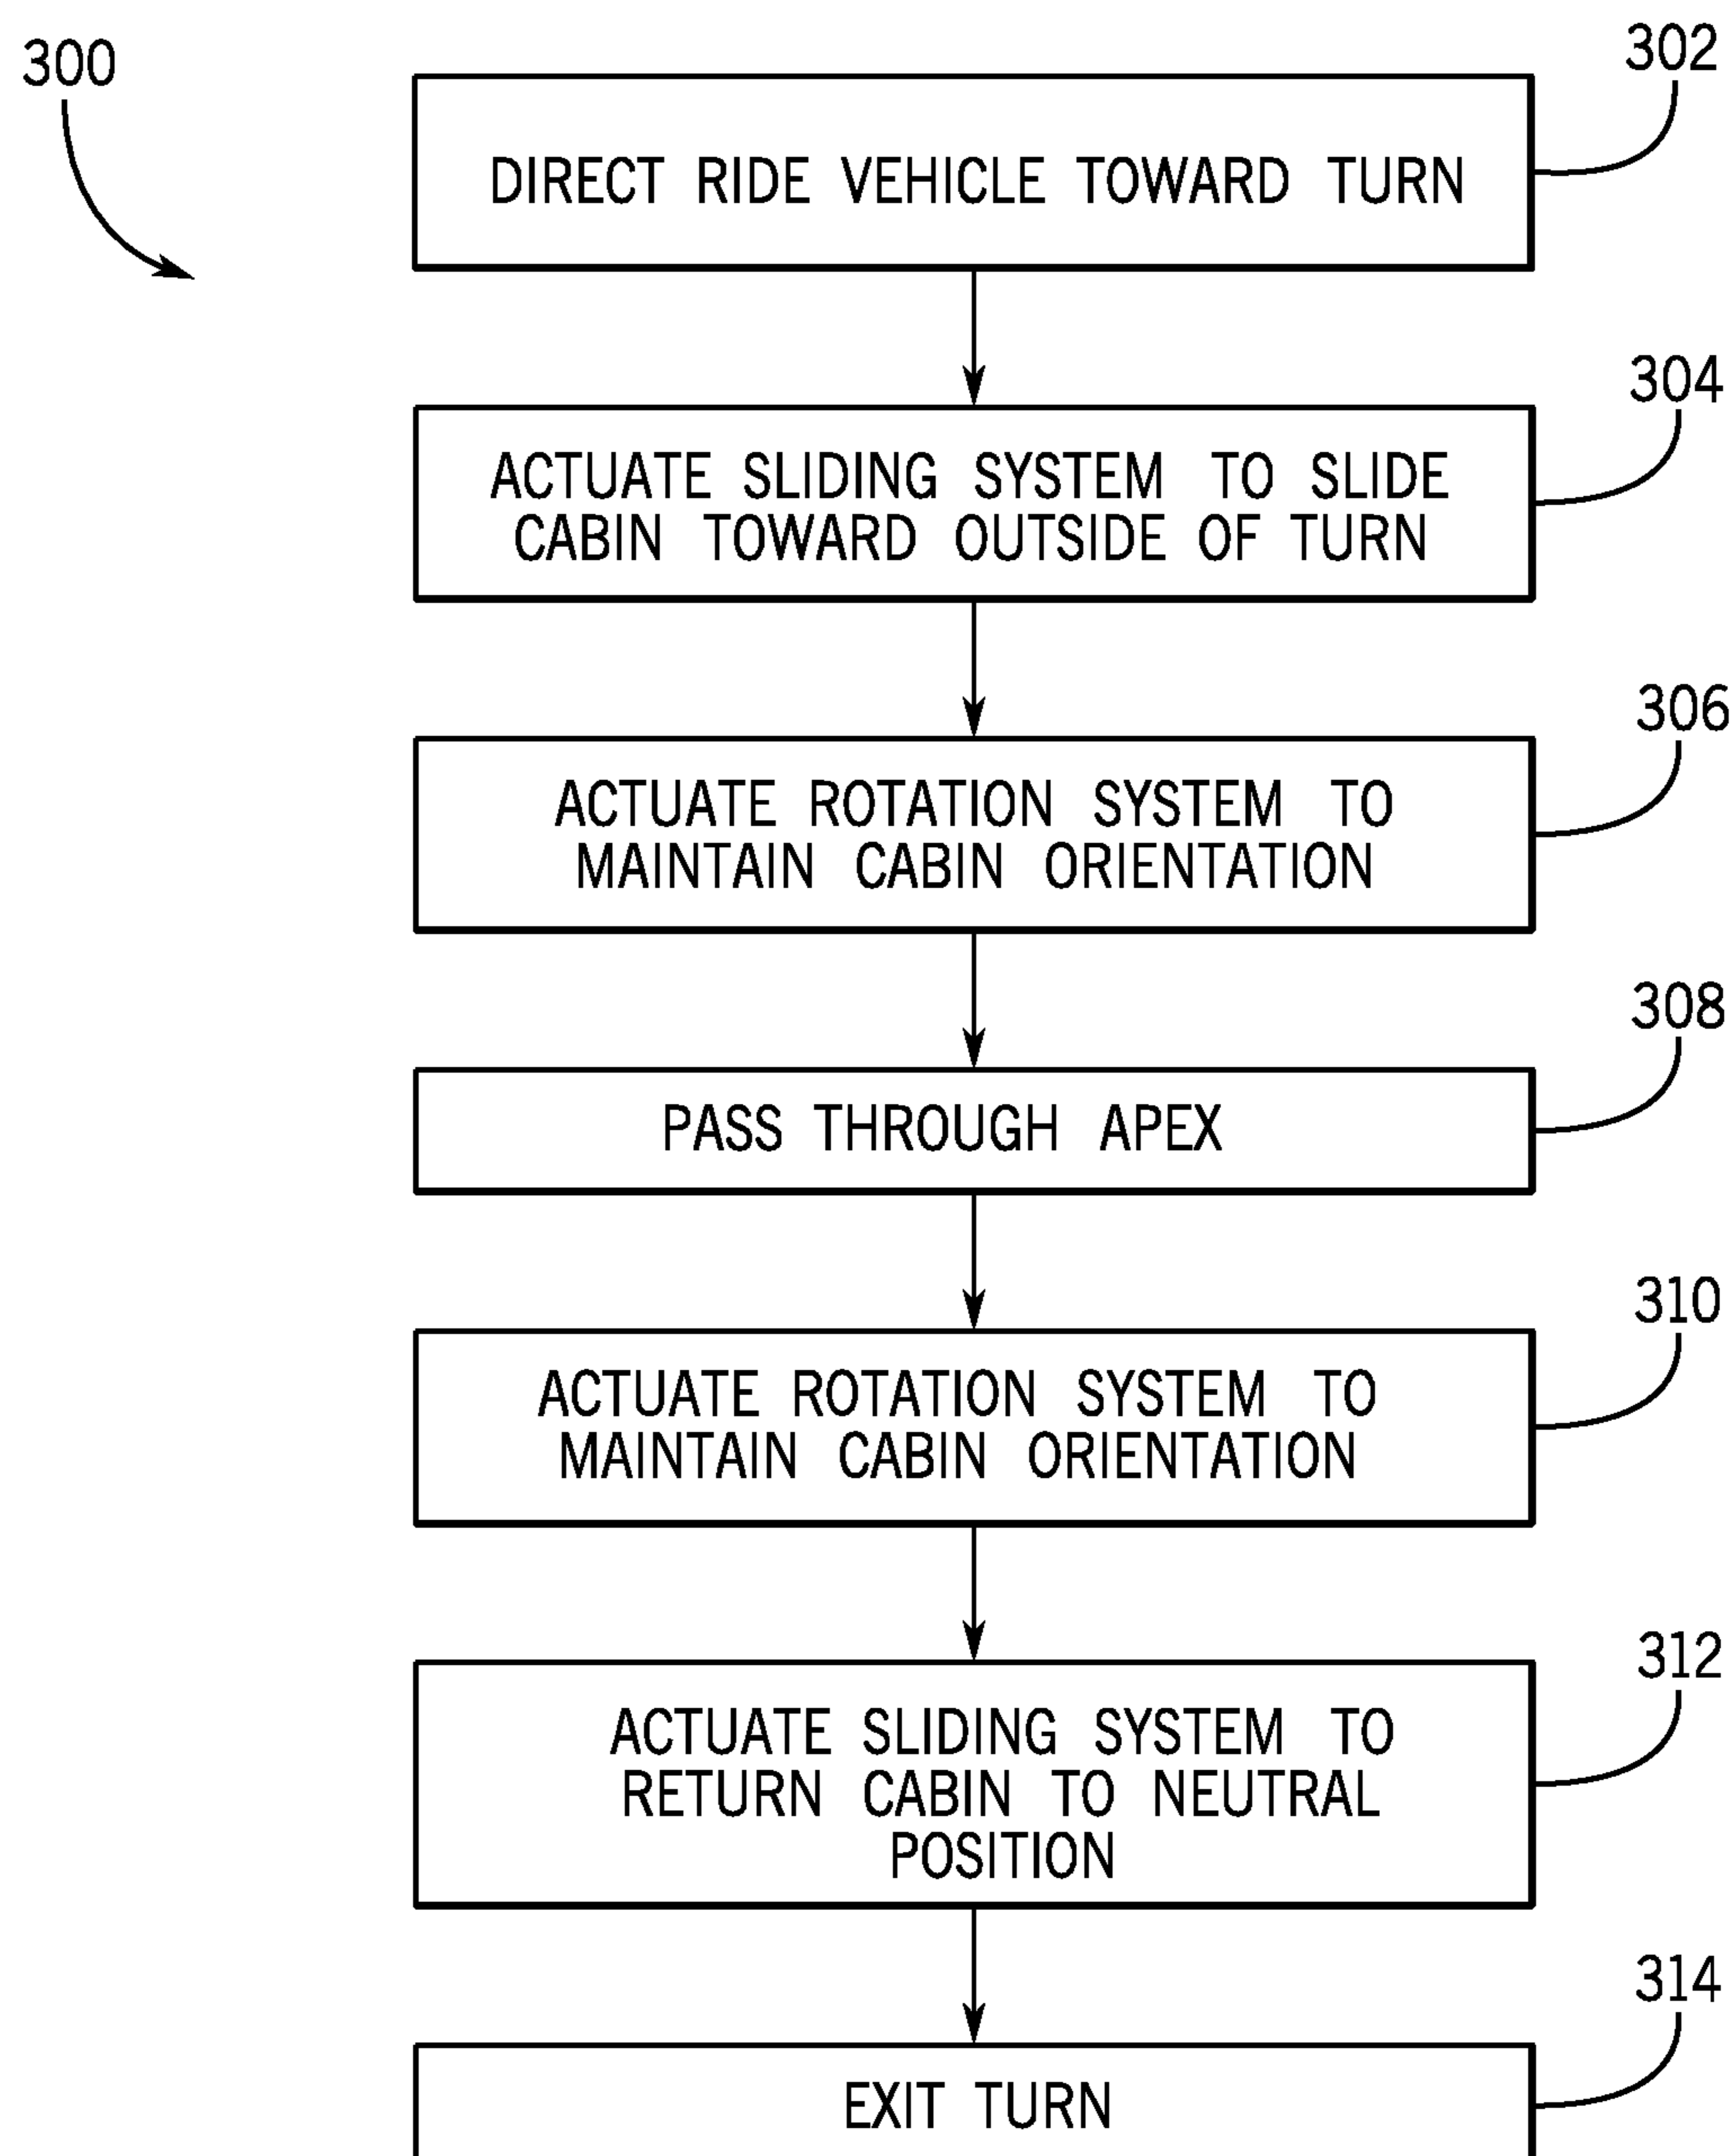 300
302
DIRECT RIDE VEHICLE TOWARD TURN
304
ACTUATE SLIDING SYSTEM TO SLIDE
CABIN TOWARD OUTSIDE OF TURN
306
ACTUATE ROTATION SYSTEM TO
MAINTAIN CABIN ORIENTATION
308
PASS THROUGH APEX
310
ACTUATE ROTATION SYSTEM TO
MAINTAIN CABIN ORIENTATION
312
ACTUATE SLIDING SYSTEM TO
RETURN CABIN TO NEUTRAL
POSITION
314
EXIT TURN